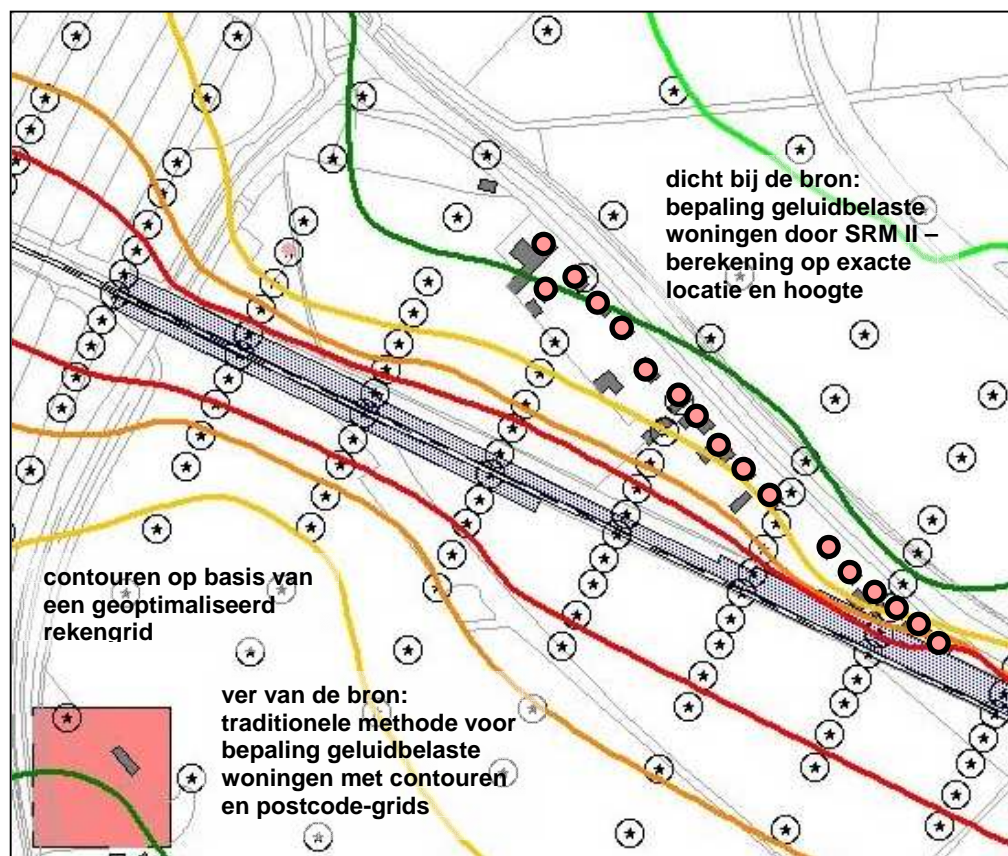 dicht bij de bron:
bepaling geluidbelaste
woningen door SRM II –
berekening op exacte
locatie en hoogte
contouren op basis van
een geoptimaliseerd
rekengrid
ver van de bron:
traditionele methode voor
bepaling geluidbelaste
woningen met contouren
en postcode-grids